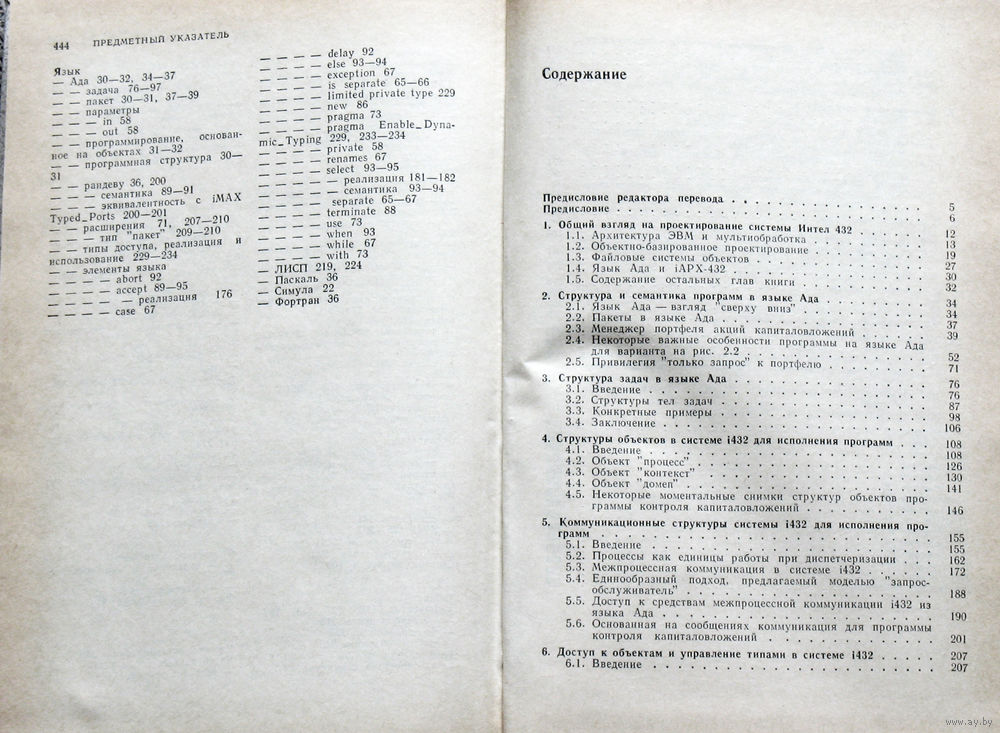 444 ПРЕДМЕТНЫЙ УКАЗАТЕЛЬ
Язык
— Ада 30—32, 34—37
— — задача 76—97
— — пакет 30—31, 37—39
— — параметры
— — — in 58
— — — out 58
— — программирование, основан-
ное на объектах 31—32
— — программная структура 30—
31
— — рандеву 36, 200
— — — семантика 89—91
— — — эквивалентность с iMAX
Typed_Ports 200—201
— — расширения 71, 207—210
— — — тип "пакет" 209—210
— — типы доступа, реализация и
использование 229—234
— — элементы языка
— — — — abort 92
— — — — accept 89—95
— — — — — реализация 176
— — — — case 67
— — — — delay 92
— — — — else 93—94
— — — — exception 67
— — — — is separate 65—66
— — — — limited private type 229
— — — — new 86
— — — — pragma 73
— — — — pragma Enable_Dyna-
mic_Typing 229, 233—234
— — — — private 58
— — — — renames 67
— — — — select 93—95
— — — — — реализация 181—182
— — — — — семантика 93—94
— — — — separate 65—67
— — — — terminate 88
— — — — use 73
— — — — when 93
— — — — while 67
— — — — with 73
— ЛИСП 219, 224
— Паскаль 36
— Симула 22
— Фортран 36
Содержание
Предисловие редактора перевода . . . . . . . . . . 5
Предисловие . . . . . . . . . . 6
1. Общий взгляд на проектирование системы Интел 432 . . . . . 12
1.1. Архитектура ЭВМ и мультиобработка . . . . . . . . 13
1.2. Объектно-базированное проектирование . . . . . . . . 19
1.3. Файловые системы объектов . . . . . . . . . . 27
1.4. Язык Ада и iAPX-432 . . . . . . . . . . 30
1.5. Содержание остальных глав книги . . . . . . . . 32
2. Структура и семантика программ в языке Ада . . . . . . 34
2.1. Язык Ада — взгляд "сверху вниз" . . . . . . . . 34
2.2. Пакеты в языке Ада . . . . . . . . . . 37
2.3. Менеджер портфеля акций капиталовложений . . . . . 39
2.4. Некоторые важные особенности программы на языке Ада
для варианта на рис. 2.2 . . . . . . . . . . 52
2.5. Привилегия "только запрос" к портфелю . . . . . . 71
3. Структура задач в языке Ада . . . . . . . . . . 76
3.1. Введение . . . . . . . . . . 76
3.2. Структуры тел задач . . . . . . . . . . 87
3.3. Конкретные примеры . . . . . . . . . . 98
3.4. Заключение . . . . . . . . . . 106
4. Структуры объектов в системе i432 для исполнения программ . . . 108
4.1. Введение . . . . . . . . . . 108
4.2. Объект "процесс" . . . . . . . . . . 126
4.3. Объект "контекст" . . . . . . . . . . 130
4.4. Объект "домен" . . . . . . . . . . 141
4.5. Некоторые моментальные снимки структур объектов про-
граммы контроля капиталовложений . . . . . . . . 146
5. Коммуникационные структуры системы i432 для исполнения про-
грамм . . . . . . . . . . 155
5.1. Введение . . . . . . . . . . 155
5.2. Процессы как единицы работы при диспетчеризации . . . 162
5.3. Межпроцессная коммуникация в системе i432 . . . . . . 172
5.4. Единообразный подход, предлагаемый моделью "запрос-
обслуживатель" . . . . . . . . . . 188
5.5. Доступ к средствам межпроцессной коммуникации i432 из
языка Ада . . . . . . . . . . 190
5.6. Основанная на сообщениях коммуникация для программы
контроля капиталовложений . . . . . . . . . . 201
6. Доступ к объектам и управление типами в системе i432 . . . . . 207
6.1. Введение . . . . . . . . . . 207
www.ay.by